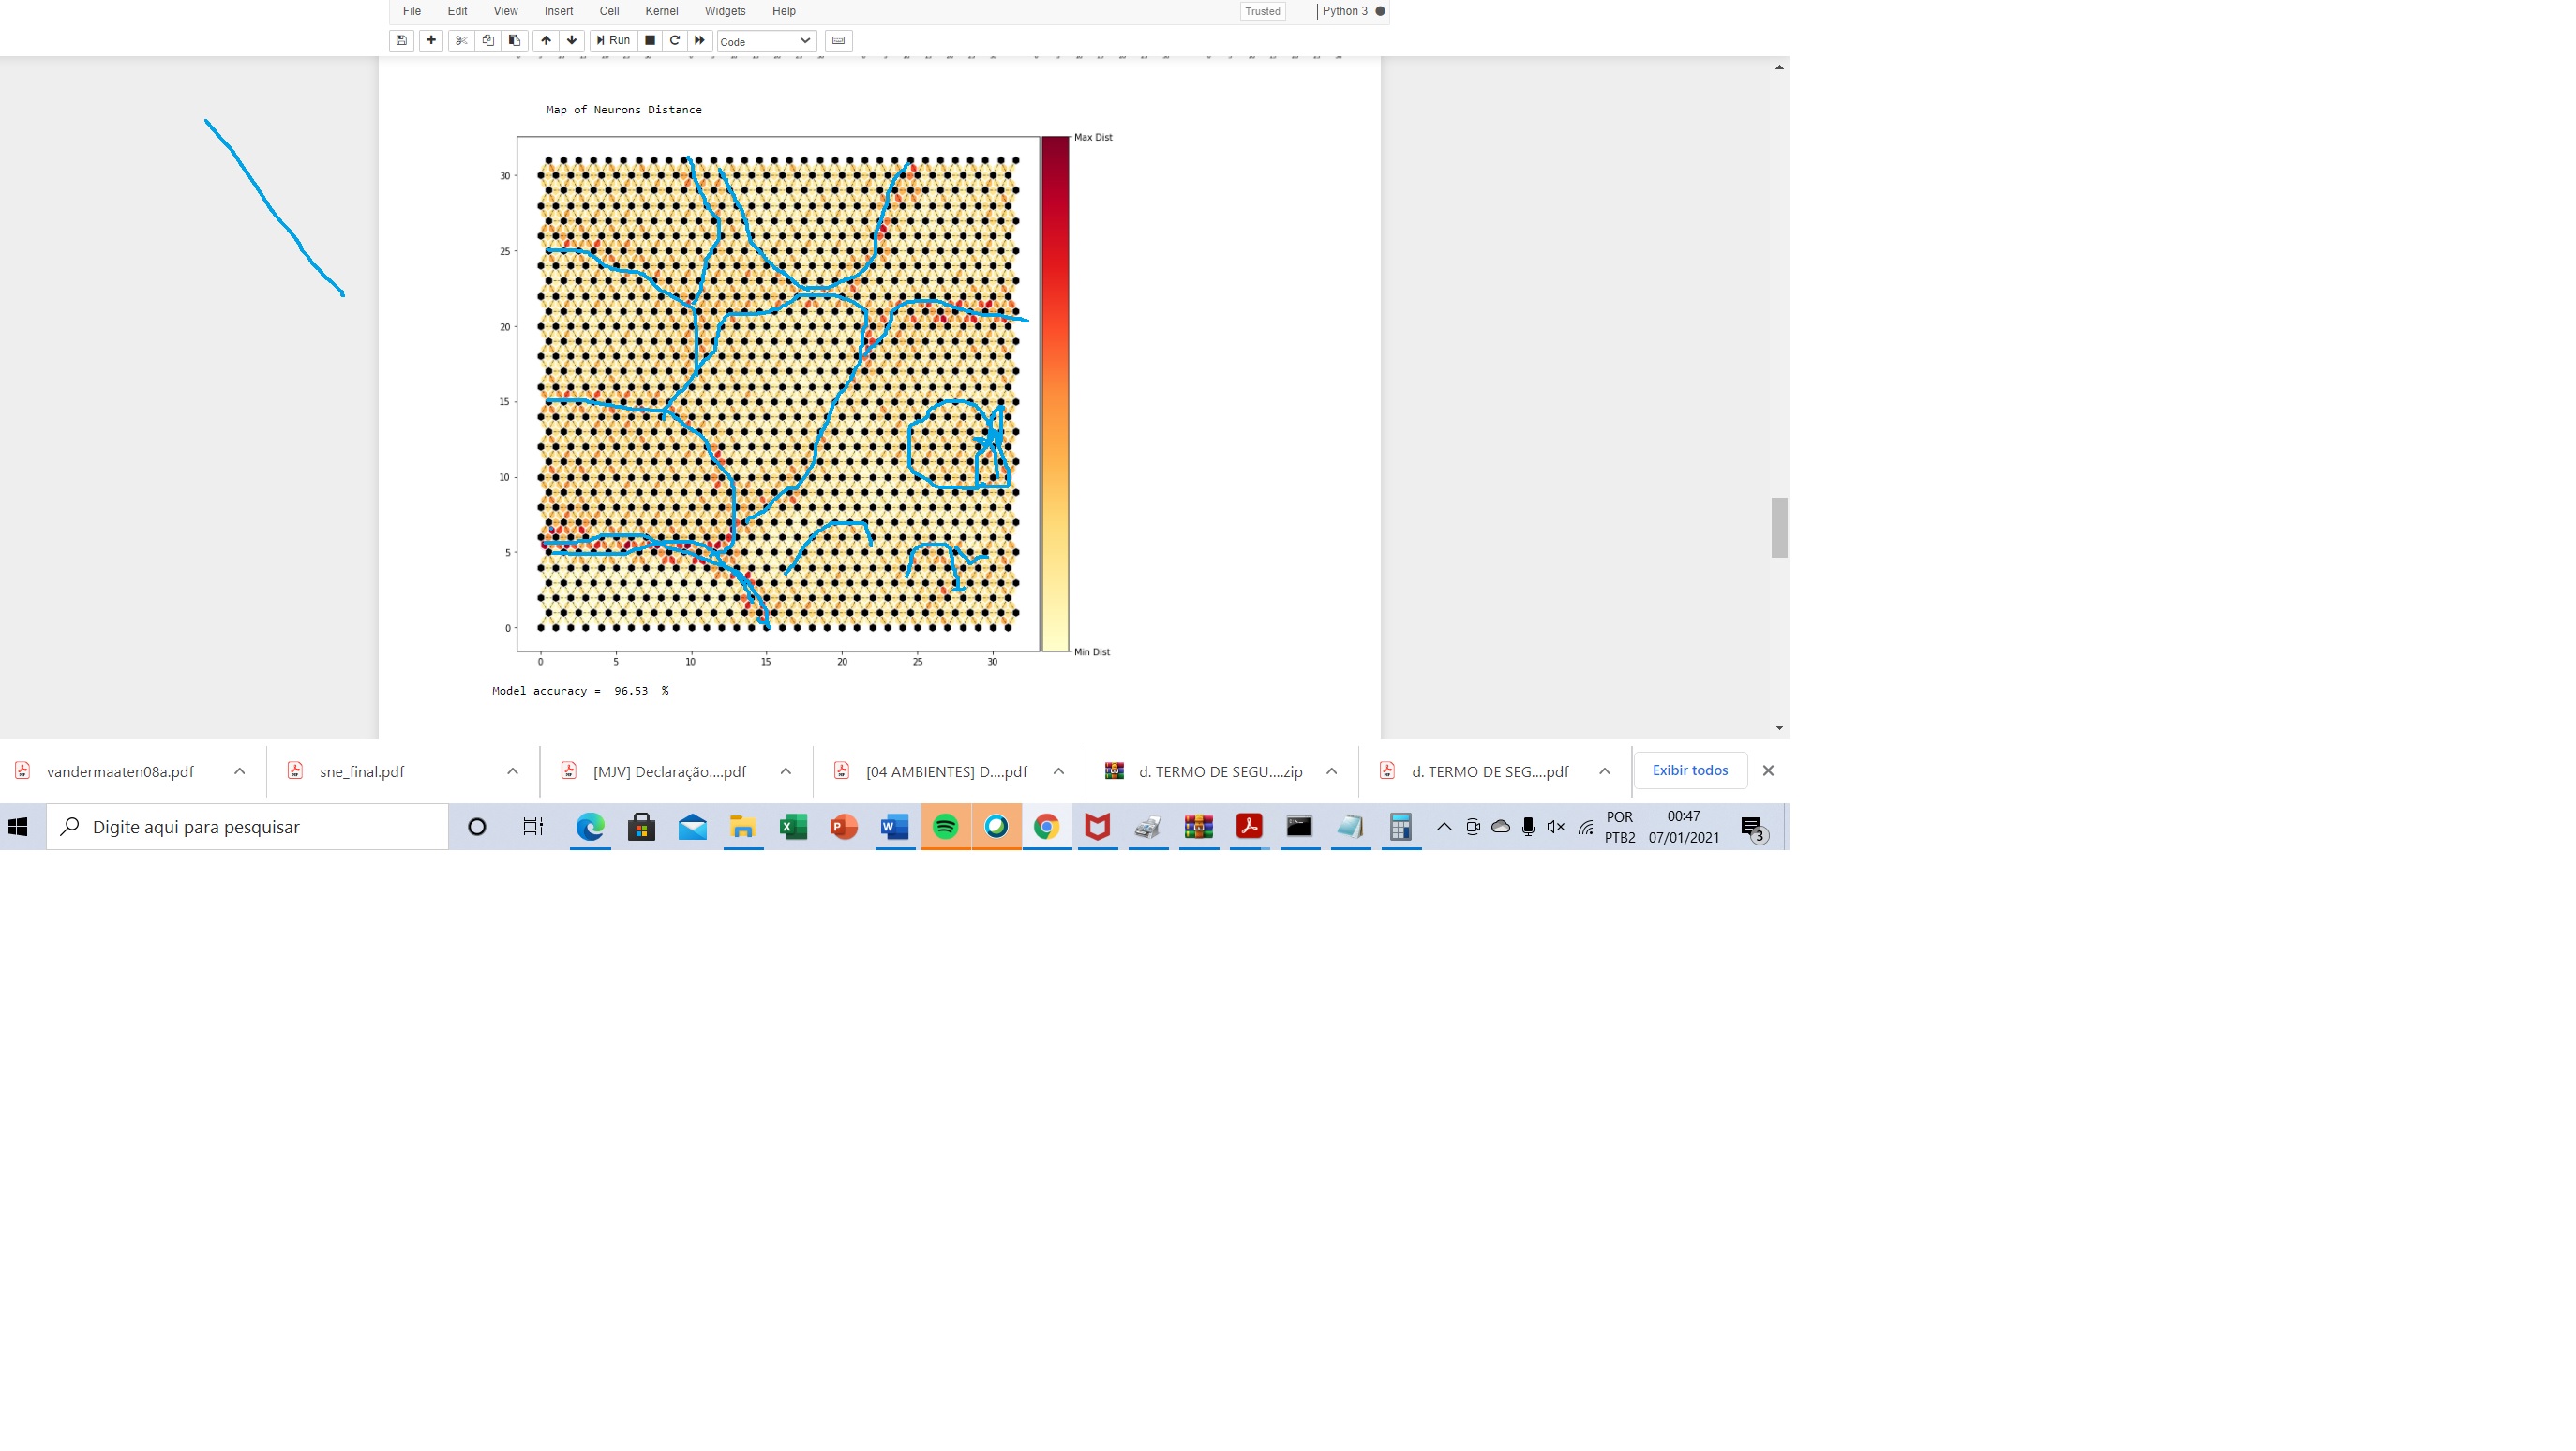 File Edit View Insert Cell Kernel Widgets Help Trusted Python 3
Run Code
Map of Neurons Distance
Max Dist
30
25
20
15
10
5
0
0 5 10 15 20 25 30
Min Dist
Model accuracy = 96.53 %
vandermaaten08a.pdf sne_final.pdf [MJV] Declaração....pdf [04 AMBIENTES] D....pdf d. TERMO DE SEGU....zip d. TERMO DE SEG....pdf Exibir todos
Digite aqui para pesquisar
POR 00:47
PTB2 07/01/2021 3